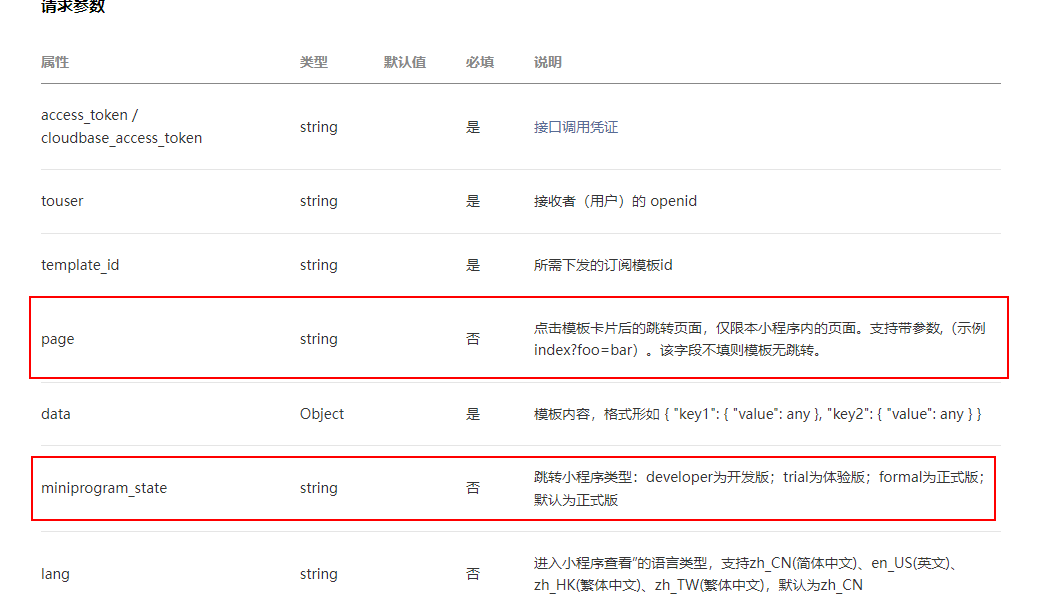 请求参数
属性 类型 默认值 必填 说明
access_token /
cloudbase_access_token string 是 接口调用凭证
touser string 是 接收者（用户）的 openid
template_id string 是 所需下发的订阅模板id
page string 否 点击模板卡片后的跳转页面，仅限本小程序内的页面。支持带参数,（示例
index?foo=bar）。该字段不填则模板无跳转。
data Object 是 模板内容，格式形如 { "key1": { "value": any }, "key2": { "value": any } }
miniprogram_state string 否 跳转小程序类型：developer为开发版；trial为体验版；formal为正式版；
默认为正式版
lang string 否 进入小程序查看”的语言类型，支持zh_CN(简体中文)、en_US(英文)、
zh_HK(繁体中文)、zh_TW(繁体中文)，默认为zh_CN